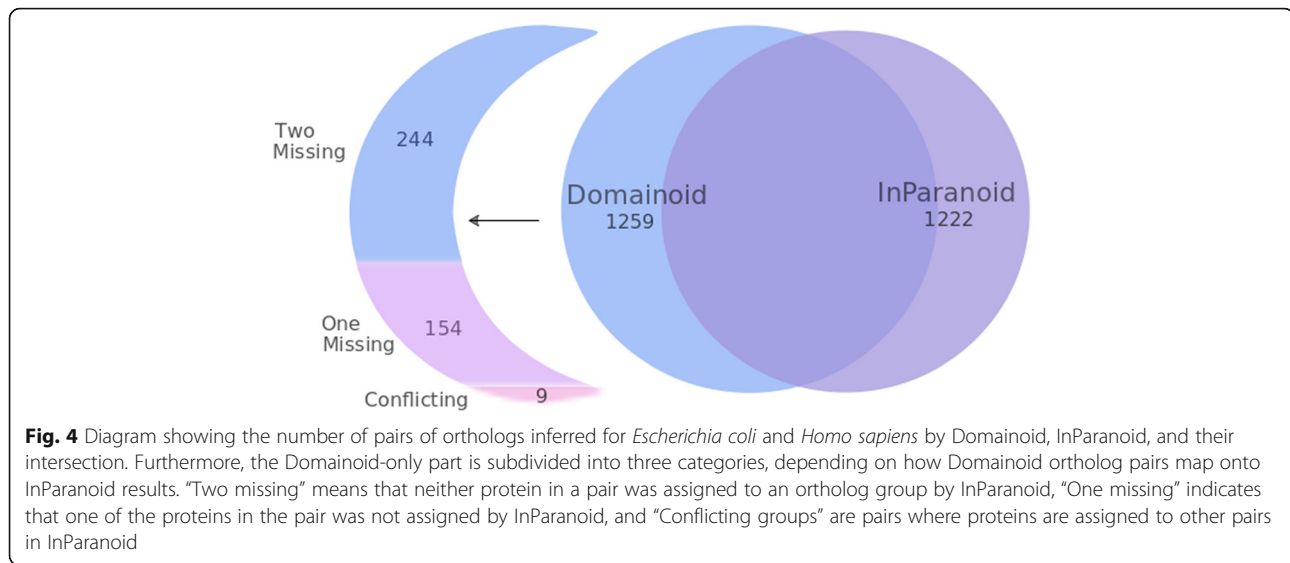 Two
Missing
244
Domainoid
1259
InParanoid
1222
One
Missing
154
Conflicting
9
Fig. 4 Diagram showing the number of pairs of orthologs inferred for Escherichia coli and Homo sapiens by Domainoid, InParanoid, and their
intersection. Furthermore, the Domainoid-only part is subdivided into three categories, depending on how Domainoid ortholog pairs map onto
InParanoid results. “Two missing” means that neither protein in a pair was assigned to an ortholog group by InParanoid, “One missing” indicates
that one of the proteins in the pair was not assigned by InParanoid, and “Conflicting groups” are pairs where proteins are assigned to other pairs
in InParanoid